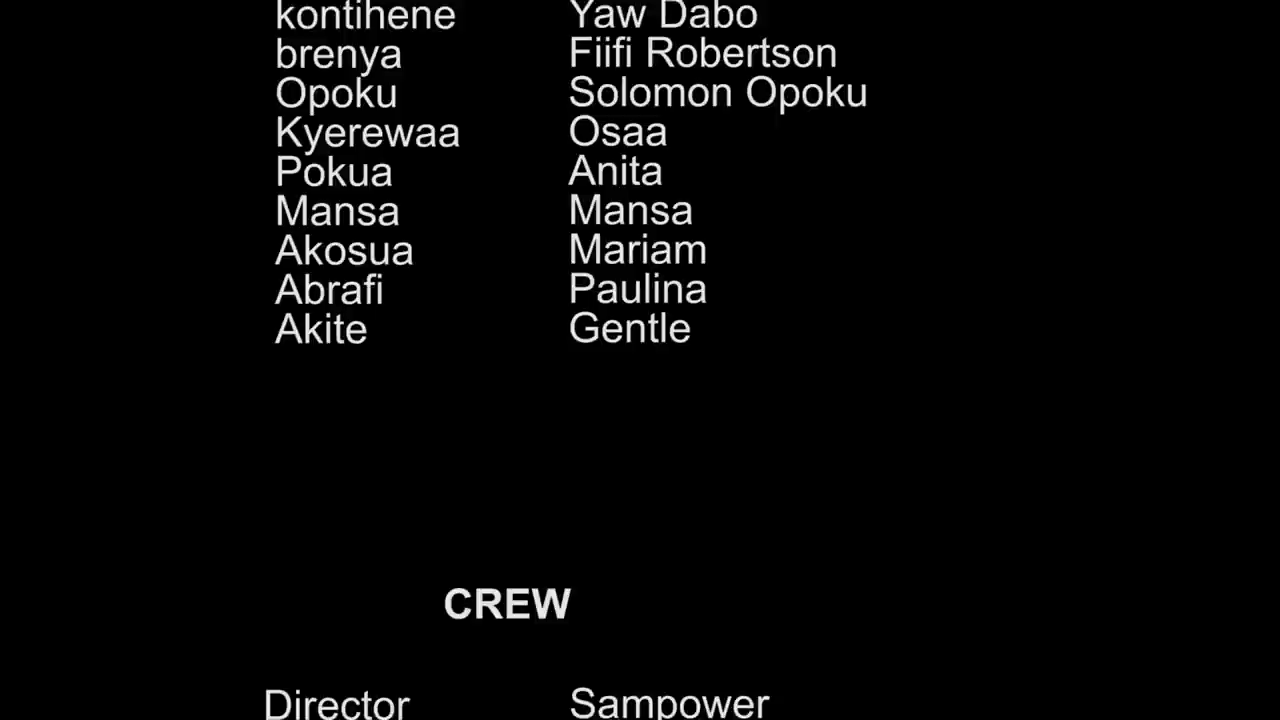 kontihene Yaw Dabo
brenya Fiifi Robertson
Opoku Solomon Opoku
Kyerewaa Osaa
Pokua Anita
Mansa Mansa
Akosua Mariam
Abrafi Paulina
Akite Gentle
CREW
Director Sampower